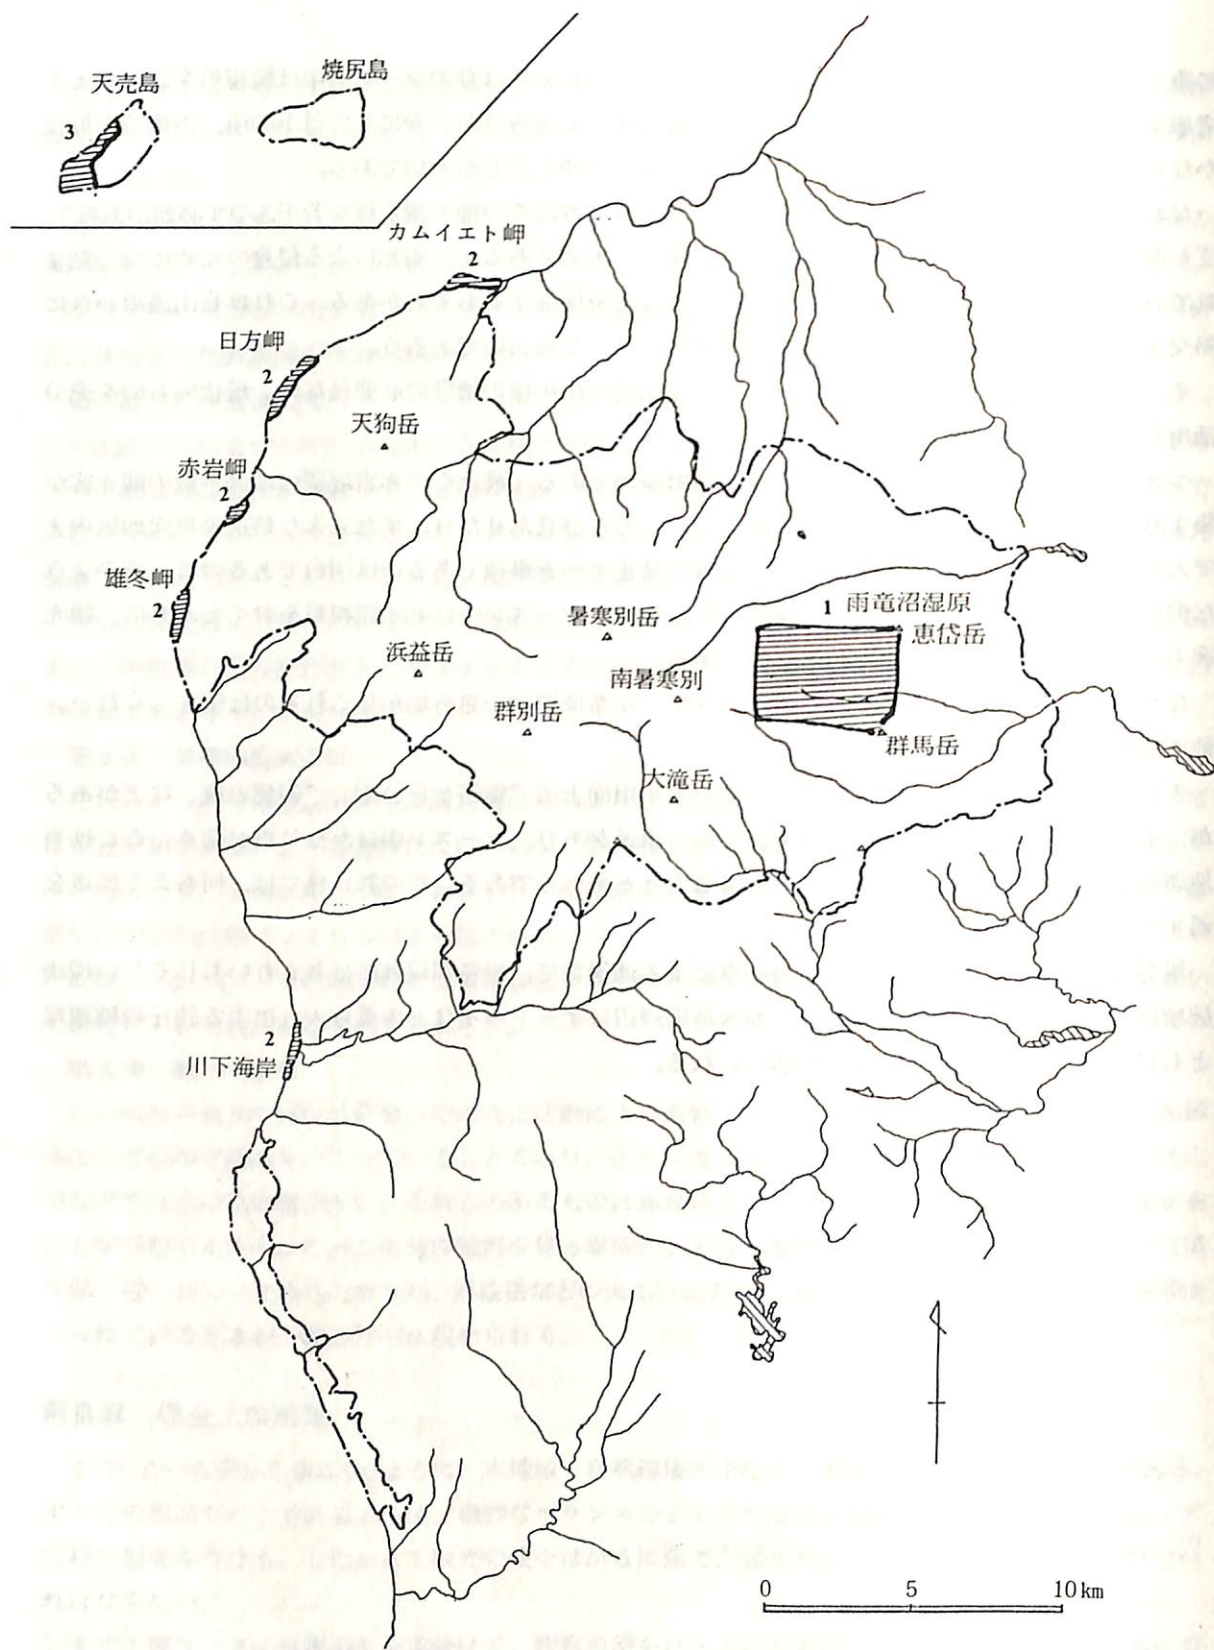 焼尻島
天売島
3
カムイエト岬
2
日方岬
2
天狗岳
赤岩岬
2
雄冬岬
2
1 雨竜沼湿原
暑寒別岳
恵岱岳
浜益岳
南暑寒別
群別岳
群馬岳
大滝岳
2
川下海岸
0 5 10km